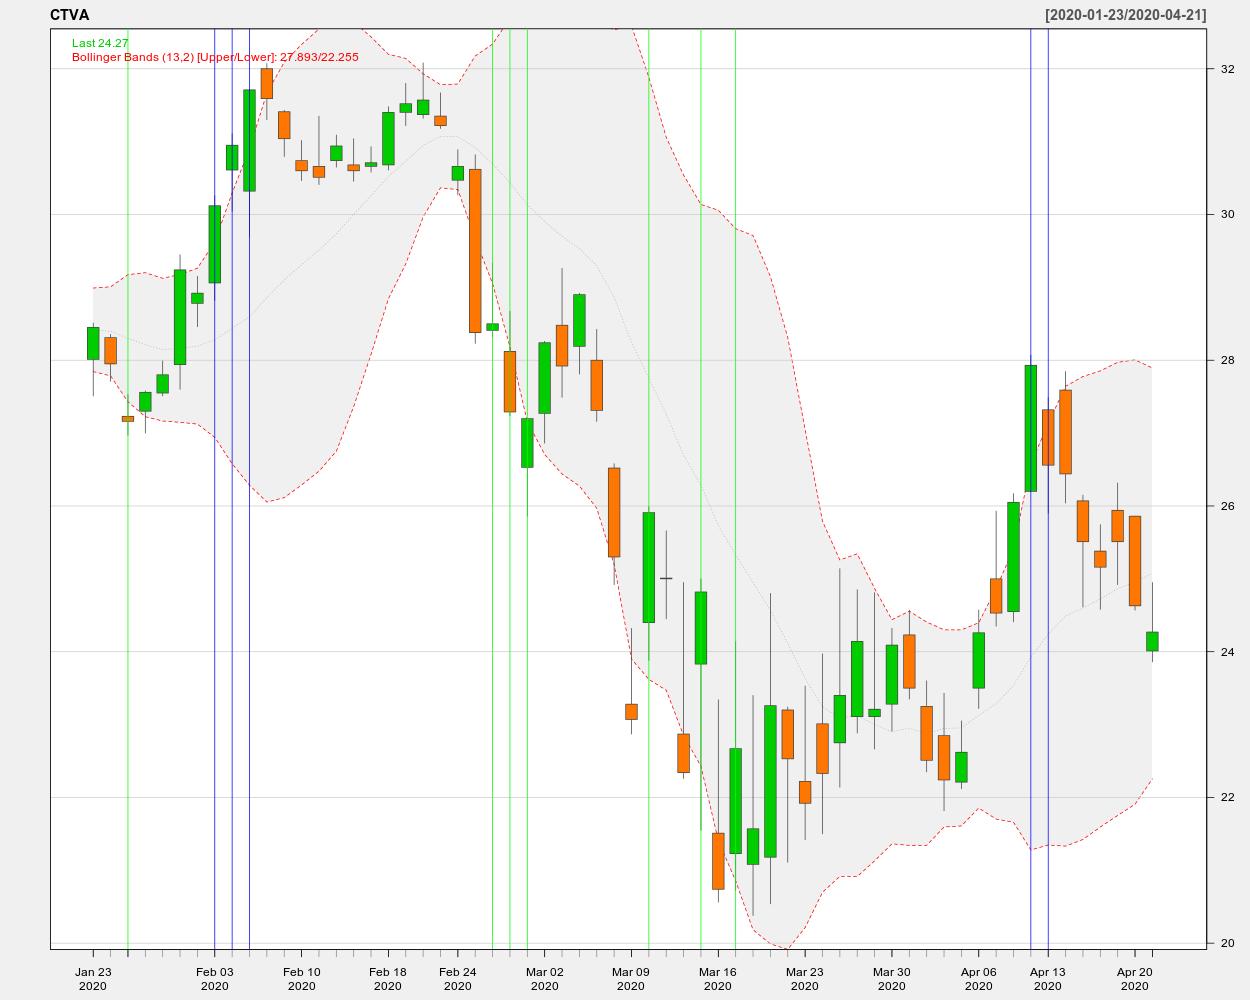 CTVA [2020-01-23/2020-04-21]
Last 24.27
Bollinger Bands (13,2) [Upper/Lower]: 27.893/22.255
32
30
28
26
24
22
20
Jan 23 Feb 03 Feb 10 Feb 18 Feb 24 Mar 02 Mar 09 Mar 16 Mar 23 Mar 30 Apr 06 Apr 13 Apr 20
2020 2020 2020 2020 2020 2020 2020 2020 2020 2020 2020 2020 2020